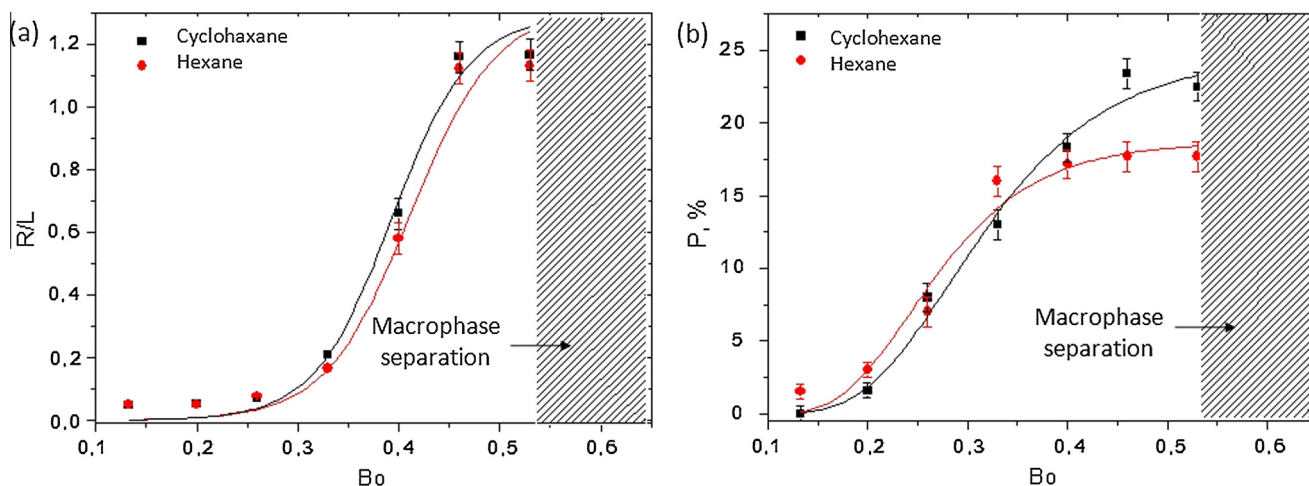 (a)
Cyclohaxane
Hexane
1,2
1,0
0,8
0,6
0,4
0,2
0,0
R/L
Macrophase
separation
0,1 0,2 0,3 0,4 0,5 0,6
Bo
(b)
Cyclohexane
Hexane
25
20
15
10
5
0
P, %
Macrophase
separation
0,1 0,2 0,3 0,4 0,5 0,6
Bo